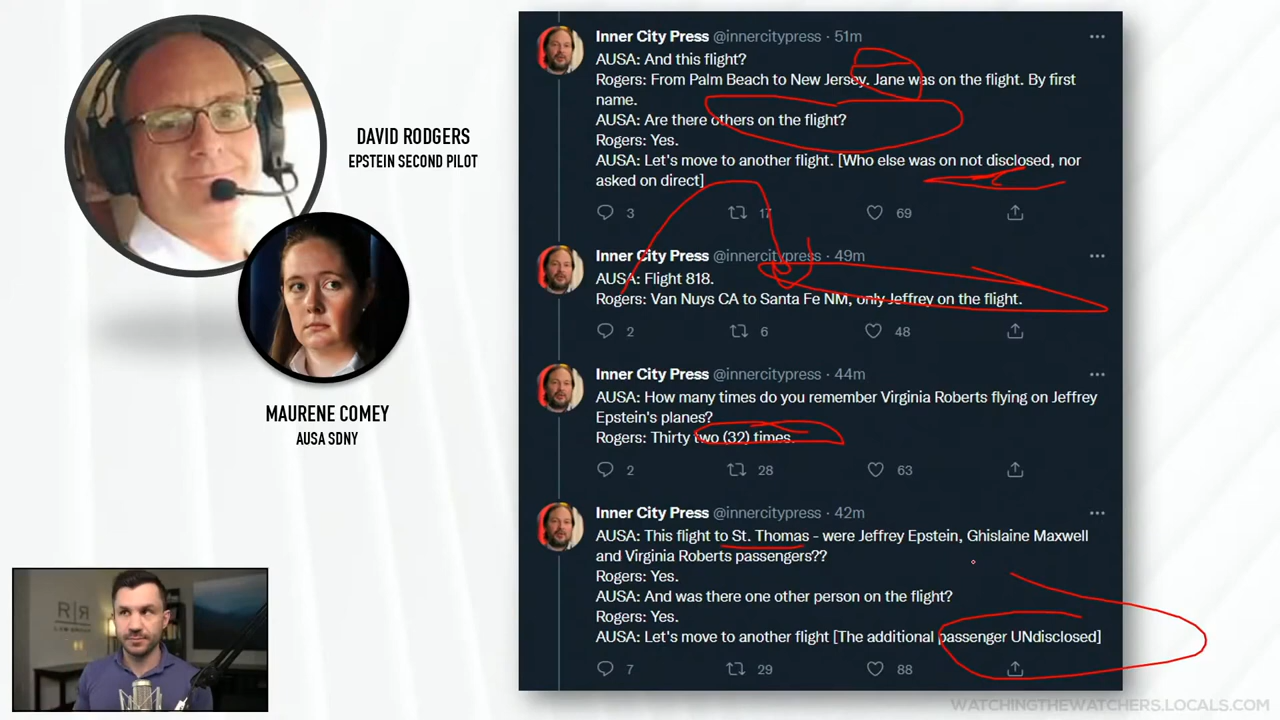 DAVID RODGERS
EPSTEIN SECOND PILOT
MAURENE COMEY
AUSA SDNY
Inner City Press @innercitypress · 51m
AUSA: And this flight?
Rogers: From Palm Beach to New Jersey. Jane was on the flight. By first
name.
AUSA: Are there others on the flight?
Rogers: Yes.
AUSA: Let's move to another flight. [Who else was on not disclosed, nor
asked on direct]
3 17 69
Inner City Press @innercitypress · 49m
AUSA: Flight 818.
Rogers: Van Nuys CA to Santa Fe NM, only Jeffrey on the flight.
2 6 48
Inner City Press @innercitypress · 44m
AUSA: How many times do you remember Virginia Roberts flying on Jeffrey
Epstein's planes?
Rogers: Thirty two (32) times.
2 28 63
Inner City Press @innercitypress · 42m
AUSA: This flight to St. Thomas - were Jeffrey Epstein, Ghislaine Maxwell
and Virginia Roberts passengers??
Rogers: Yes.
AUSA: And was there one other person on the flight?
Rogers: Yes.
AUSA: Let's move to another flight [The additional passenger UNdisclosed]
7 29 88
R|R
LAW GROUP
WATCHINGTHEWATCHERS.LOCALS.COM